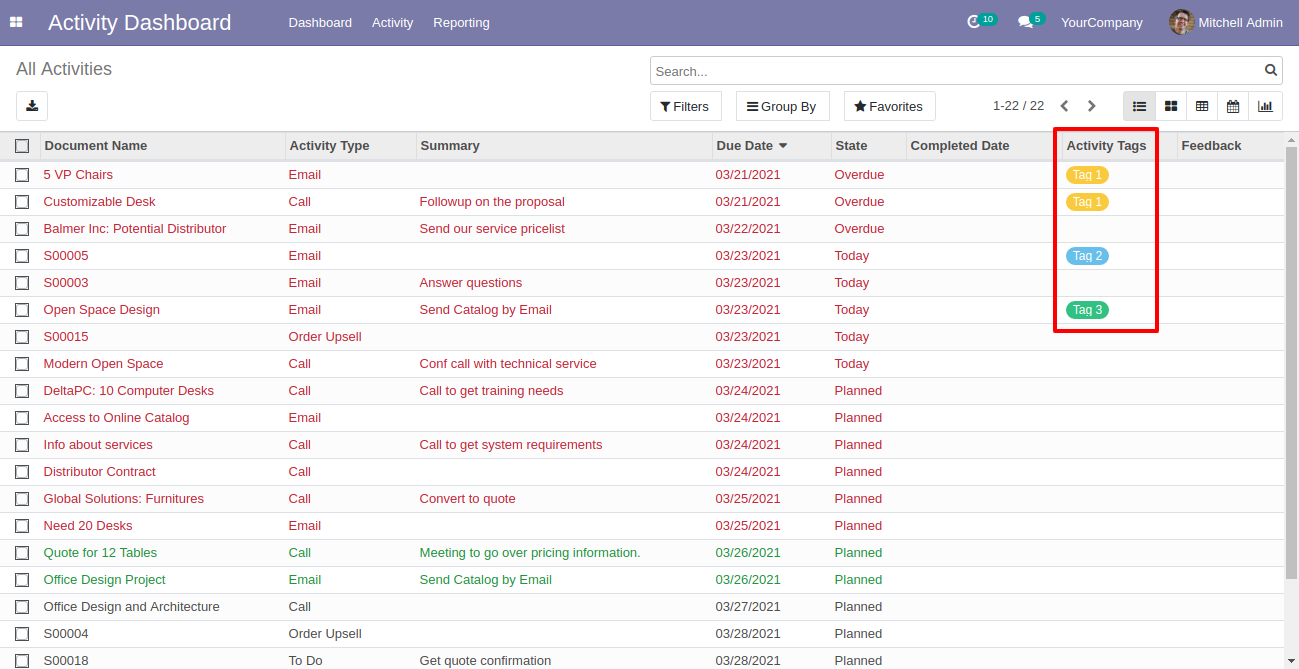 Activity Dashboard Dashboard Activity Reporting 10 5 YourCompany Mitchell Admin
All Activities
Search...
Filters Group By Favorites 1-22 / 22
Document Name Activity Type Summary Due Date State Completed Date Activity Tags Feedback
5 VP Chairs Email 03/21/2021 Overdue Tag 1
Customizable Desk Call Followup on the proposal 03/21/2021 Overdue Tag 1
Balmer Inc: Potential Distributor Email Send our service pricelist 03/22/2021 Overdue
S00005 Email 03/23/2021 Today Tag 2
S00003 Email Answer questions 03/23/2021 Today
Open Space Design Email Send Catalog by Email 03/23/2021 Today Tag 3
S00015 Order Upsell 03/23/2021 Today
Modern Open Space Call Conf call with technical service 03/23/2021 Today
DeltaPC: 10 Computer Desks Call Call to get training needs 03/24/2021 Planned
Access to Online Catalog Email 03/24/2021 Planned
Info about services Call Call to get system requirements 03/24/2021 Planned
Distributor Contract Call 03/24/2021 Planned
Global Solutions: Furnitures Call Convert to quote 03/25/2021 Planned
Need 20 Desks Email 03/25/2021 Planned
Quote for 12 Tables Call Meeting to go over pricing information. 03/26/2021 Planned
Office Design Project Email Send Catalog by Email 03/26/2021 Planned
Office Design and Architecture Call 03/27/2021 Planned
S00004 Order Upsell 03/28/2021 Planned
S00018 To Do Get quote confirmation 03/28/2021 Planned